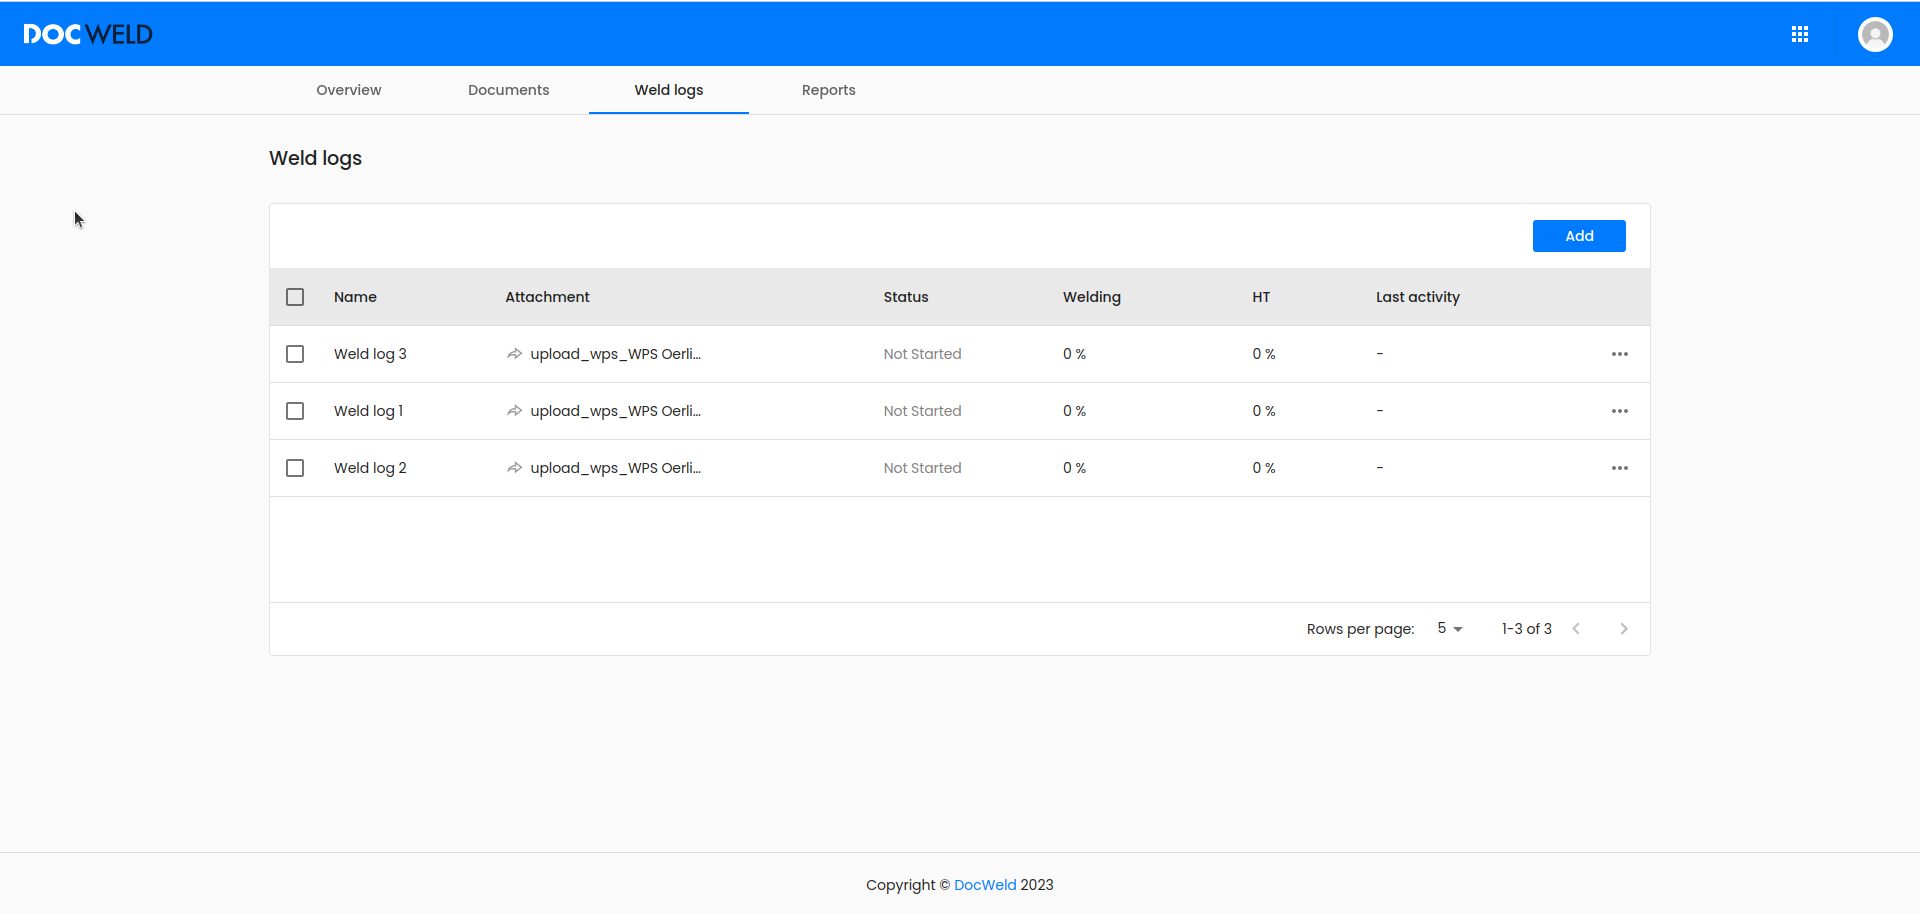 DOCWELD
Overview Documents Weld logs Reports
Weld logs
Add
Name Attachment Status Welding HT Last activity
Weld log 3 upload_wps_WPS Oerli... Not Started 0 % 0 % -
Weld log 1 upload_wps_WPS Oerli... Not Started 0 % 0 % -
Weld log 2 upload_wps_WPS Oerli... Not Started 0 % 0 % -
Rows per page: 5 1-3 of 3
Copyright © DocWeld 2023